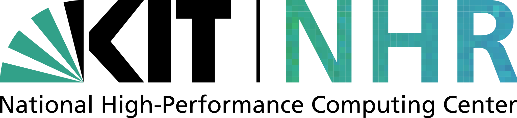 KIT | NHR
National High-Performance Computing Center